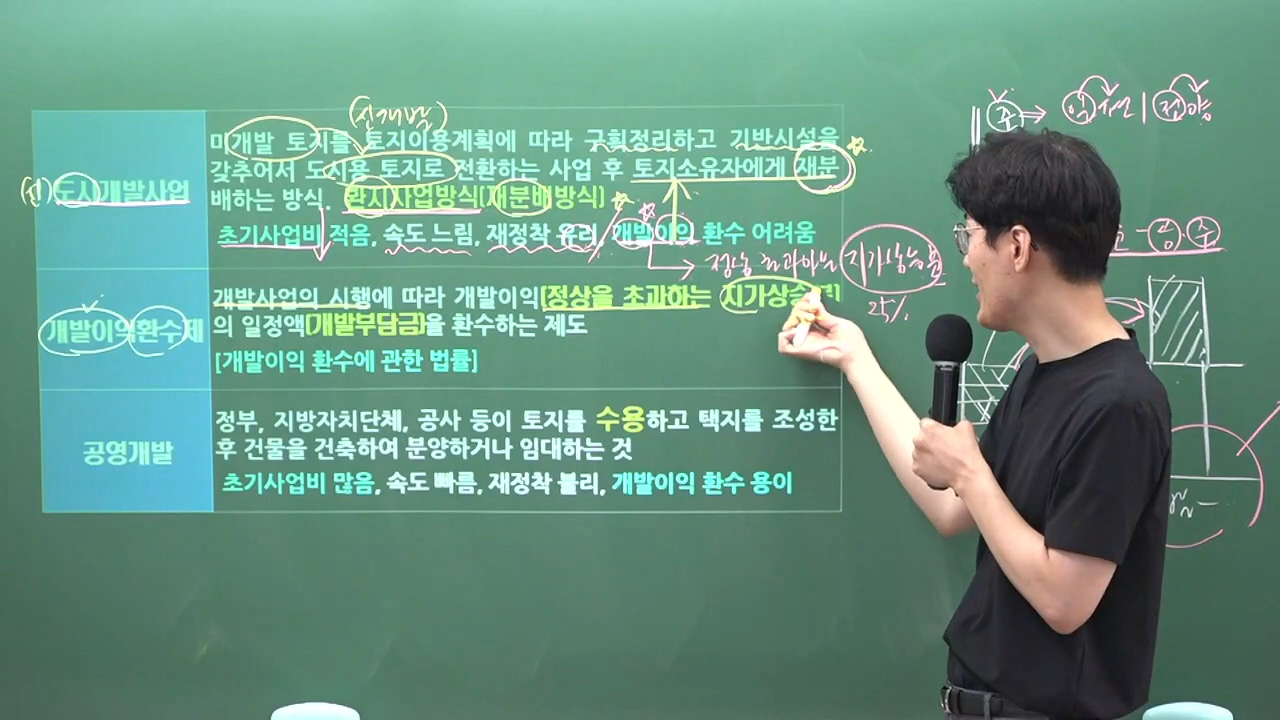 (신개발)
미개발 토지를 토지이용계획에 따라 구획정리하고 기반시설을
갖추어서 도시용 토지로 전환하는 사업 후 토지소유자에게 재분
(신) 도시개발사업
배하는 방식. 환지사업방식[재분배방식]
초기사업비 적음, 속도 느림, 재정착 유리, 개발이익 환수 어려움
정상 초과이익 지가상승률
25%
개발이익환수제
개발사업의 시행에 따라 개발이익[정상을 초과하는 지가상승분]
의 일정액[개발부담금]을 환수하는 제도
[개발이익 환수에 관한 법률]
공영개발
정부, 지방자치단체, 공사 등이 토지를 수용하고 택지를 조성한
후 건물을 건축하여 분양하거나 임대하는 것
초기사업비 많음, 속도 빠름, 재정착 불리, 개발이익 환수 용이
주